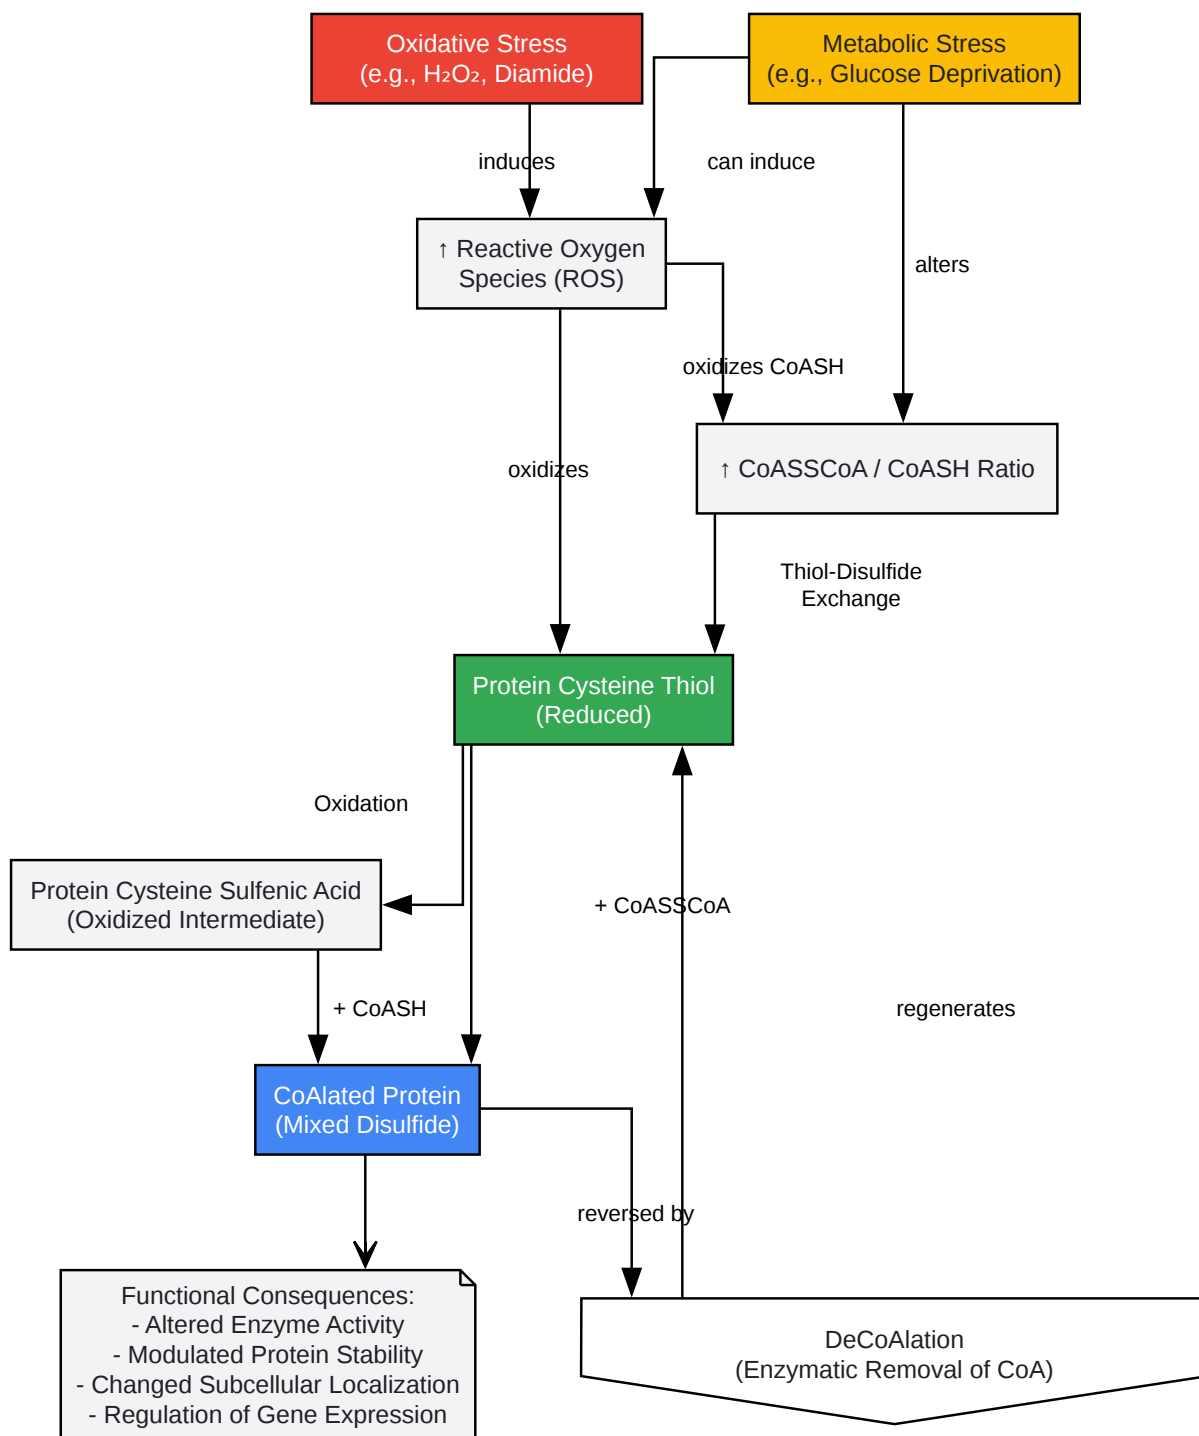 Oxidative Stress
(e.g., H₂O₂, Diamide)
Metabolic Stress
(e.g., Glucose Deprivation)
induces
can induce
↑ Reactive Oxygen
Species (ROS)
alters
oxidizes CoASH
oxidizes
↑ CoASSCoA / CoASH Ratio
Thiol-Disulfide
Exchange
Protein Cysteine Thiol
(Reduced)
Oxidation
Protein Cysteine Sulfenic Acid
(Oxidized Intermediate)
+ CoASSCoA
+ CoASH
regenerates
CoAlated Protein
(Mixed Disulfide)
reversed by
Functional Consequences:
- Altered Enzyme Activity
- Modulated Protein Stability
- Changed Subcellular Localization
- Regulation of Gene Expression
DeCoAlation
(Enzymatic Removal of CoA)